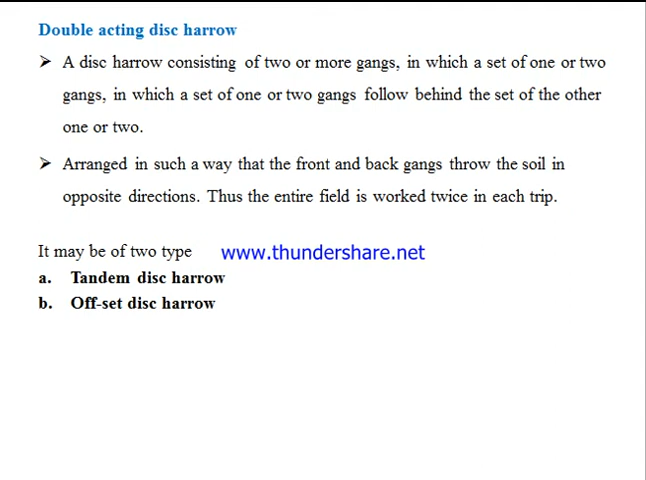 Double acting disc harrow
➢ A disc harrow consisting of two or more gangs, in which a set of one or two
gangs, in which a set of one or two gangs follow behind the set of the other
one or two.
➢ Arranged in such a way that the front and back gangs throw the soil in
opposite directions. Thus the entire field is worked twice in each trip.
It may be of two type www.thundershare.net
a. Tandem disc harrow
b. Off-set disc harrow